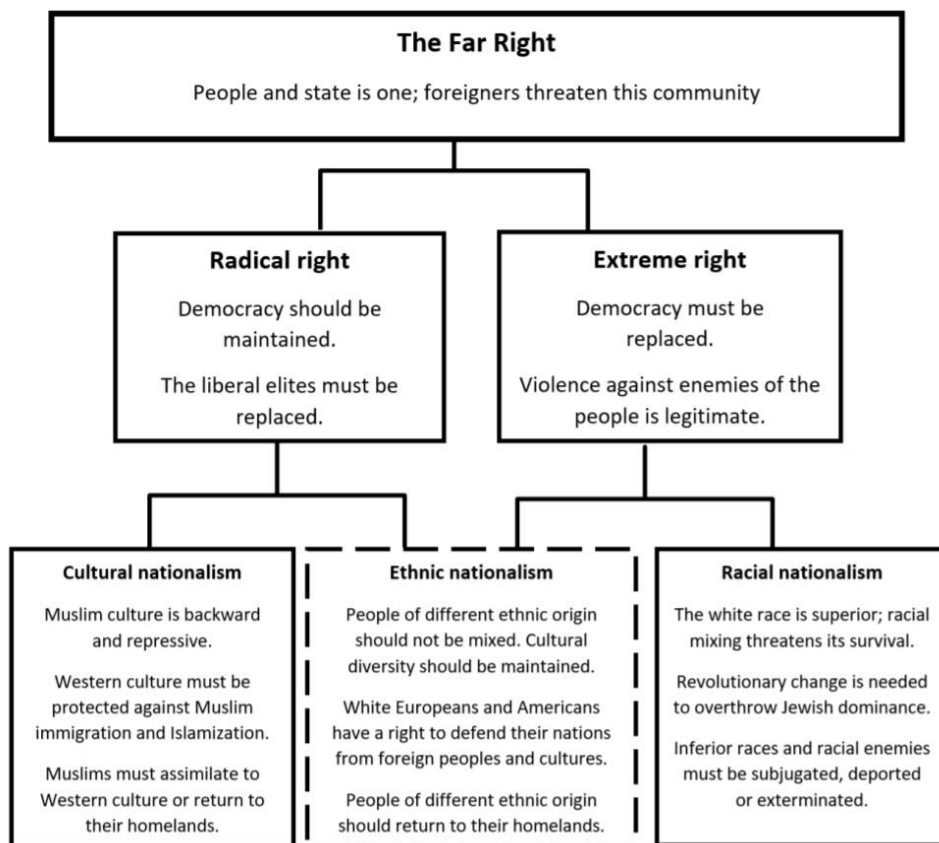 The Far Right
People and state is one; foreigners threaten this community
Radical right
Democracy should be
maintained.
The liberal elites must be
replaced.
Extreme right
Democracy must be
replaced.
Violence against enemies of the
people is legitimate.
Cultural nationalism
Muslim culture is backward
and repressive.
Western culture must be
protected against Muslim
immigration and Islamization.
Muslims must assimilate to
Western culture or return to
their homelands.
Ethnic nationalism
People of different ethnic origin
should not be mixed. Cultural
diversity should be maintained.
White Europeans and Americans
have a right to defend their nations
from foreign peoples and cultures.
People of different ethnic origin
should return to their homelands.
Racial nationalism
The white race is superior; racial
mixing threatens its survival.
Revolutionary change is needed
to overthrow Jewish dominance.
Inferior races and racial enemies
must be subjugated, deported
or exterminated.